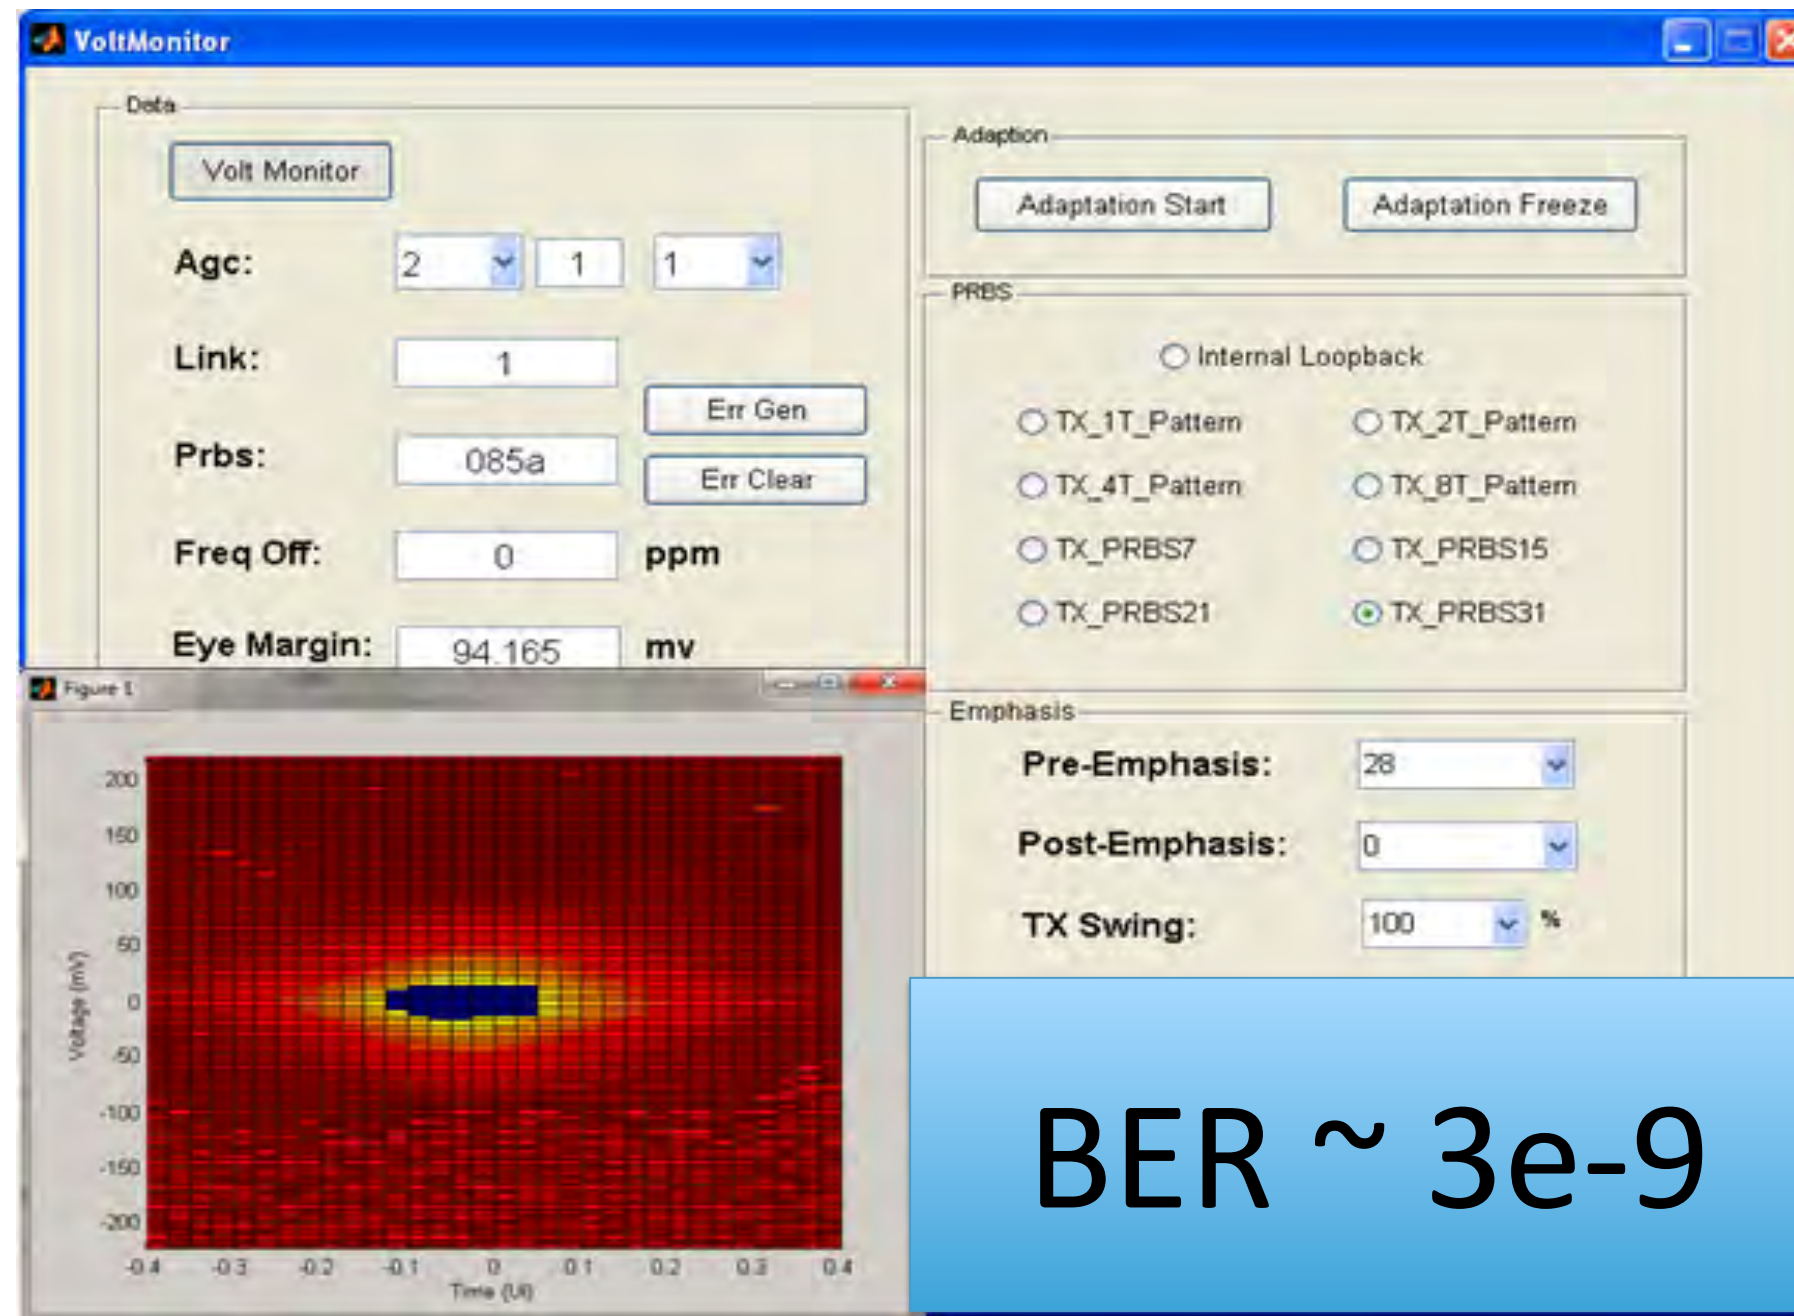 VoltMonitor
Data
Volt Monitor
Agc: 2 1 1
Link: 1
Err Gen
Prbs: 085a
Err Clear
Freq Off: 0 ppm
Eye Margin: 94.165 mv
Adaption
Adaptation Start Adaptation Freeze
PRBS
Internal Loopback
TX_1T_Pattern TX_2T_Pattern
TX_4T_Pattern TX_8T_Pattern
TX_PRBS7 TX_PRBS15
TX_PRBS21 TX_PRBS31
Emphasis
Pre-Emphasis: 28
Post-Emphasis: 0
TX Swing: 100 %
Figure 1
200
150
100
50
0
-50
-100
-150
-200
Voltage (mV)
-0.4 -0.3 -0.2 -0.1 0 0.1 0.2 0.3 0.4
Time (UI)
BER ~ 3e-9